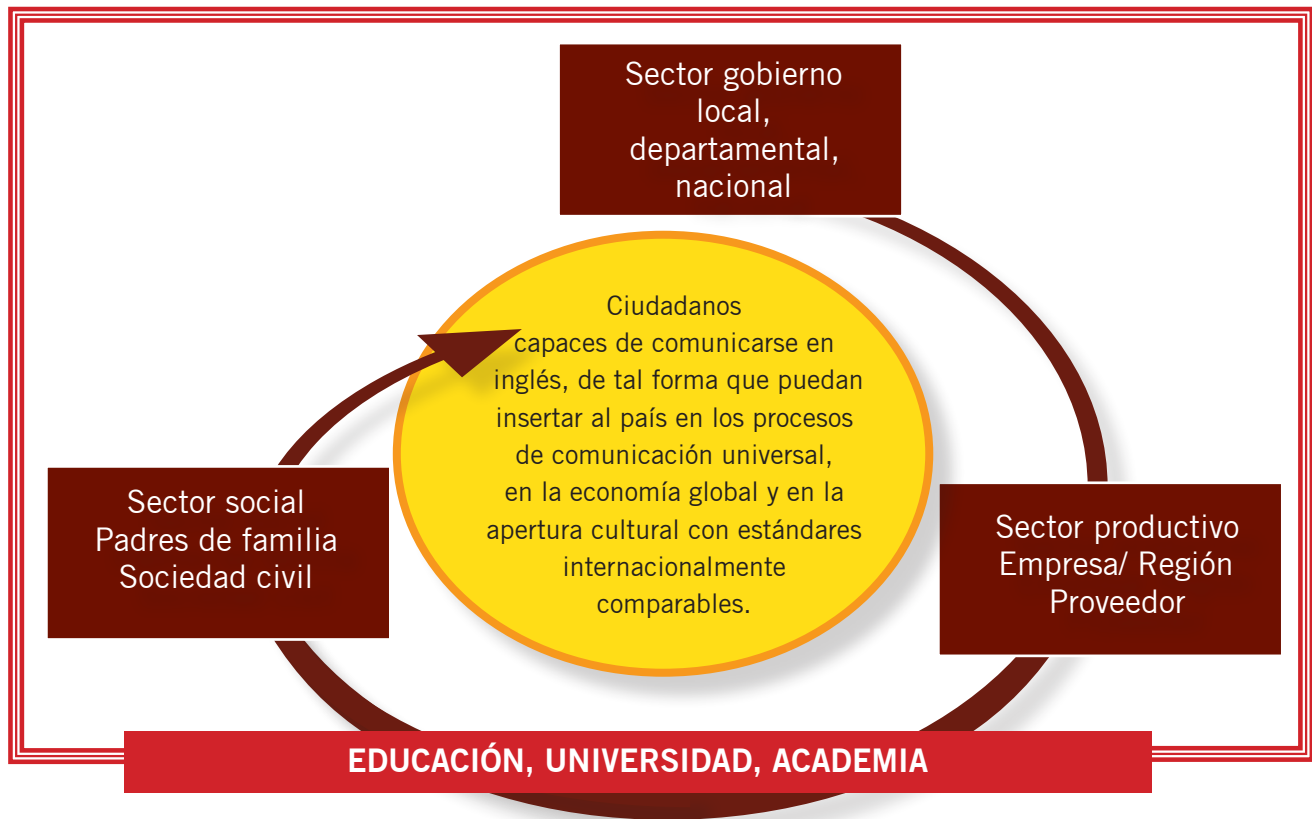 Sector gobierno
local,
departamental,
nacional
Ciudadanos
capaces de comunicarse en
inglés, de tal forma que puedan
insertar al país en los procesos
de comunicación universal,
en la economía global y en la
apertura cultural con estándares
internacionalmente
comparables.
Sector social
Padres de familia
Sociedad civil
Sector productivo
Empresa/ Región
Proveedor
EDUCACIÓN, UNIVERSIDAD, ACADEMIA